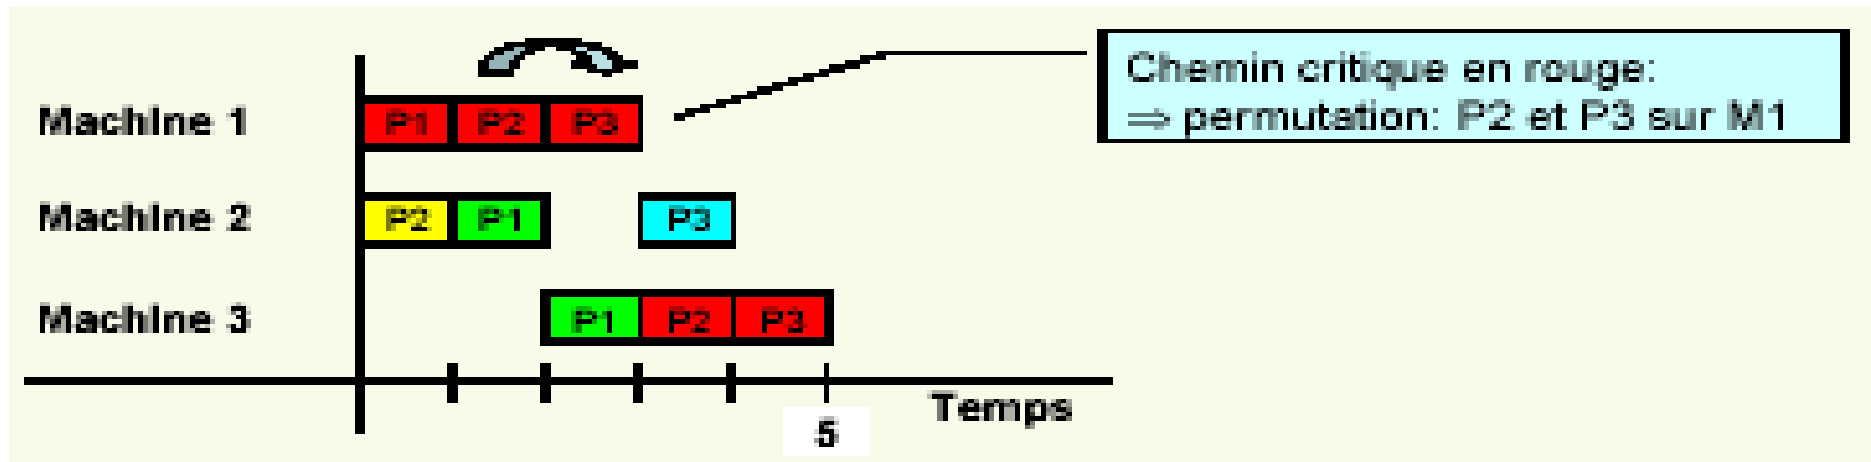 Chemin critique en rouge:
⇒ permutation: P2 et P3 sur M1
Machine 1 P1 P2 P3
Machine 2 P2 P1 P3
Machine 3 P1 P2 P3
Temps
5